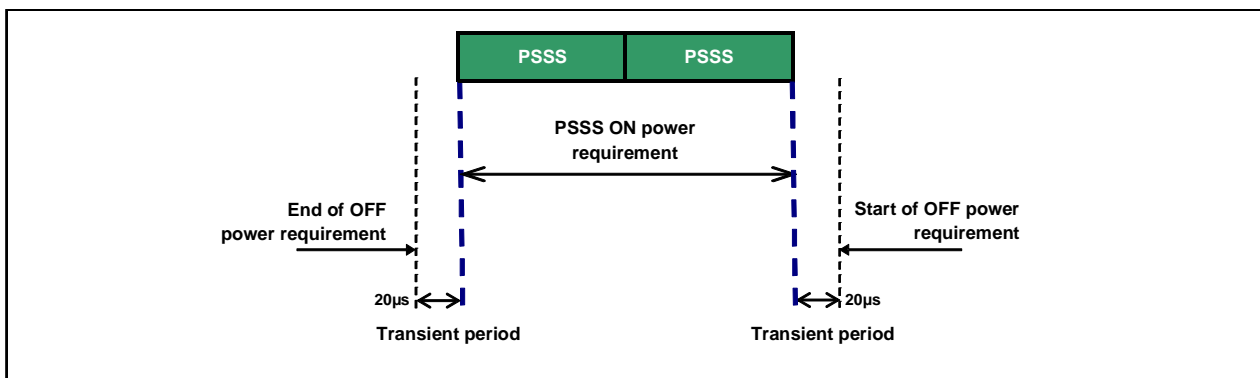 PSSS PSSS
PSSS ON power
requirement
End of OFF
power requirement
Start of OFF power
requirement
20µs 20µs
Transient period Transient period